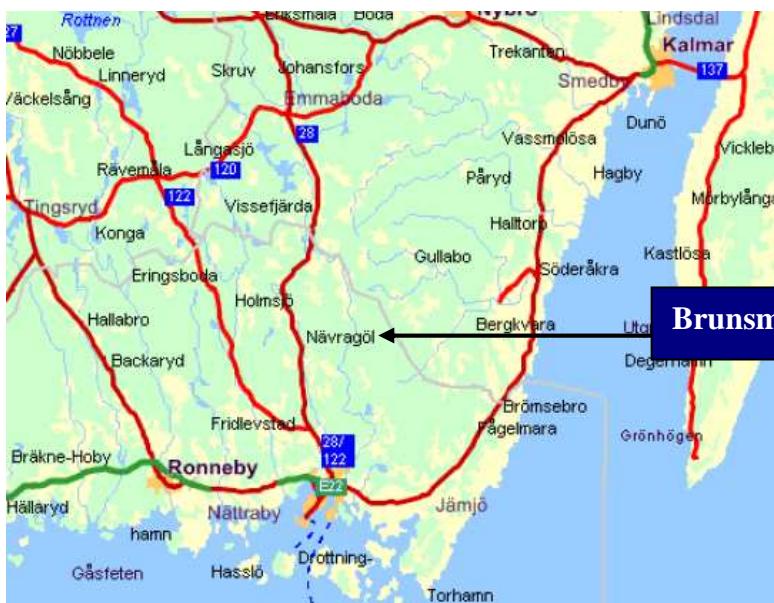 Rottnen
Eriksmåla
Boda
Nybro
Lindsdal
27
Nöbbele
Trekanten
Kalmar
Linneryd
Skruv
Johansfors
Smedby
137
Väckelsång
Emmaboda
Dunö
28
Vassmolösa
Långasjö
Vickleb
Rävemåla
120
Påryd
Hagby
122
Mörbylånga
Tingsryd
Vissefjärda
Halltorp
Konga
Gullabo
Kastlösa
Eringsboda
Söderåkra
Holmsjö
Hallabro
Bergkvara
Utg
Brunsm
Nävragöl
Backaryd
Degerhamn
Brömsebro
Fridlevstad
Fågelmara
28/
122
Grönhögen
Bräkne-Hoby
Ronneby
E22
Hällaryd
Nättraby
Jämjö
hamn
Drottning-
Gåsfeten
Hasslö
Torhamn